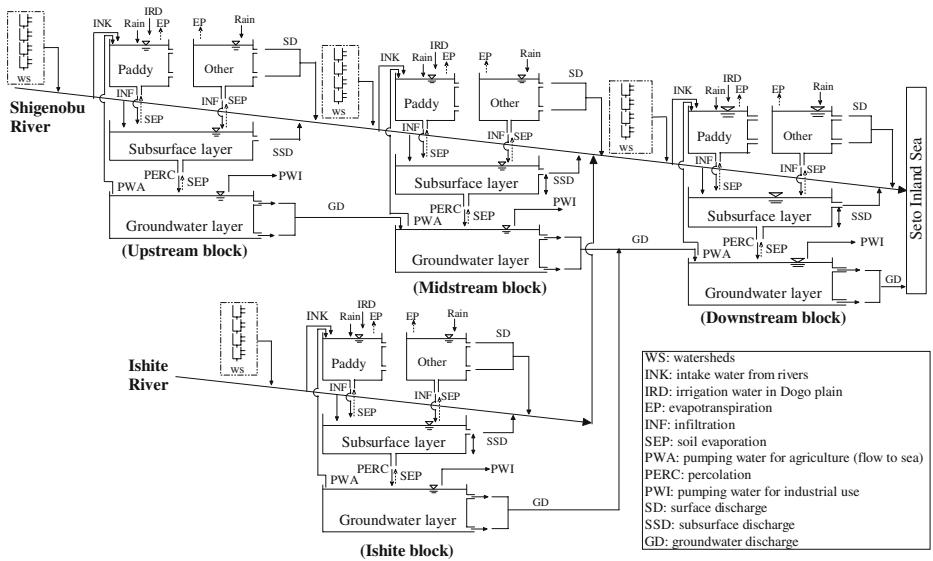 INK
Rain
IRD
EP
EP
Rain
SD
Paddy
Other
WS
INF
SEP
INF
SEP
Shigenobu
River
Subsurface layer
SSD
PERC
SEP
PWI
PWA
Groundwater layer
GD
(Upstream block)
WS
INK
Rain
IRD
EP
EP
Rain
SD
Paddy
Other
INF
SEP
INF
SEP
Subsurface layer
SSD
PERC
SEP
PWI
PWA
Groundwater layer
GD
(Midstream block)
WS
INK
Rain
IRD
EP
EP
Rain
SD
Paddy
Other
INF
SEP
INF
SEP
Subsurface layer
SSD
PERC
SEP
PWI
PWA
Groundwater layer
GD
(Downstream block)
Seto Inland Sea
WS
INK
Rain
IRD
EP
EP
Rain
SD
Paddy
Other
Ishite
River
INF
SEP
INF
SEP
Subsurface layer
SSD
PERC
SEP
PWI
PWA
Groundwater layer
GD
(Ishite block)
WS: watersheds
INK: intake water from rivers
IRD: irrigation water in Dogo plain
EP: evapotranspiration
INF: infiltration
SEP: soil evaporation
PWA: pumping water for agriculture (flow to sea)
PERC: percolation
PWI: pumping water for industrial use
SD: surface discharge
SSD: subsurface discharge
GD: groundwater discharge